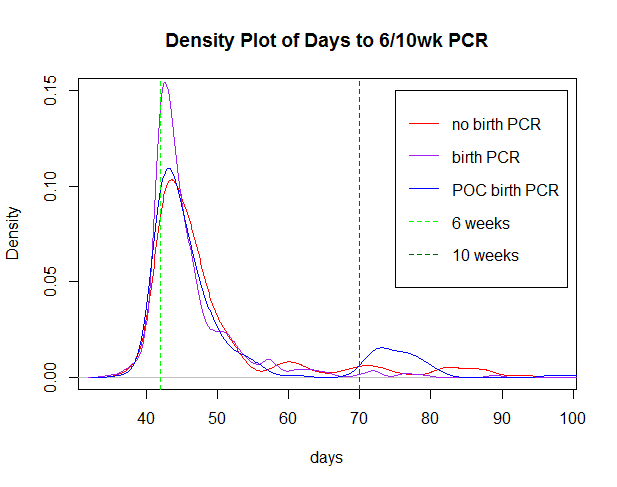 Density Plot of Days to 6/10wk PCR
Density
0.00
0.05
0.10
0.15
no birth PCR
birth PCR
POC birth PCR
6 weeks
10 weeks
40 50 60 70 80 90 100
days